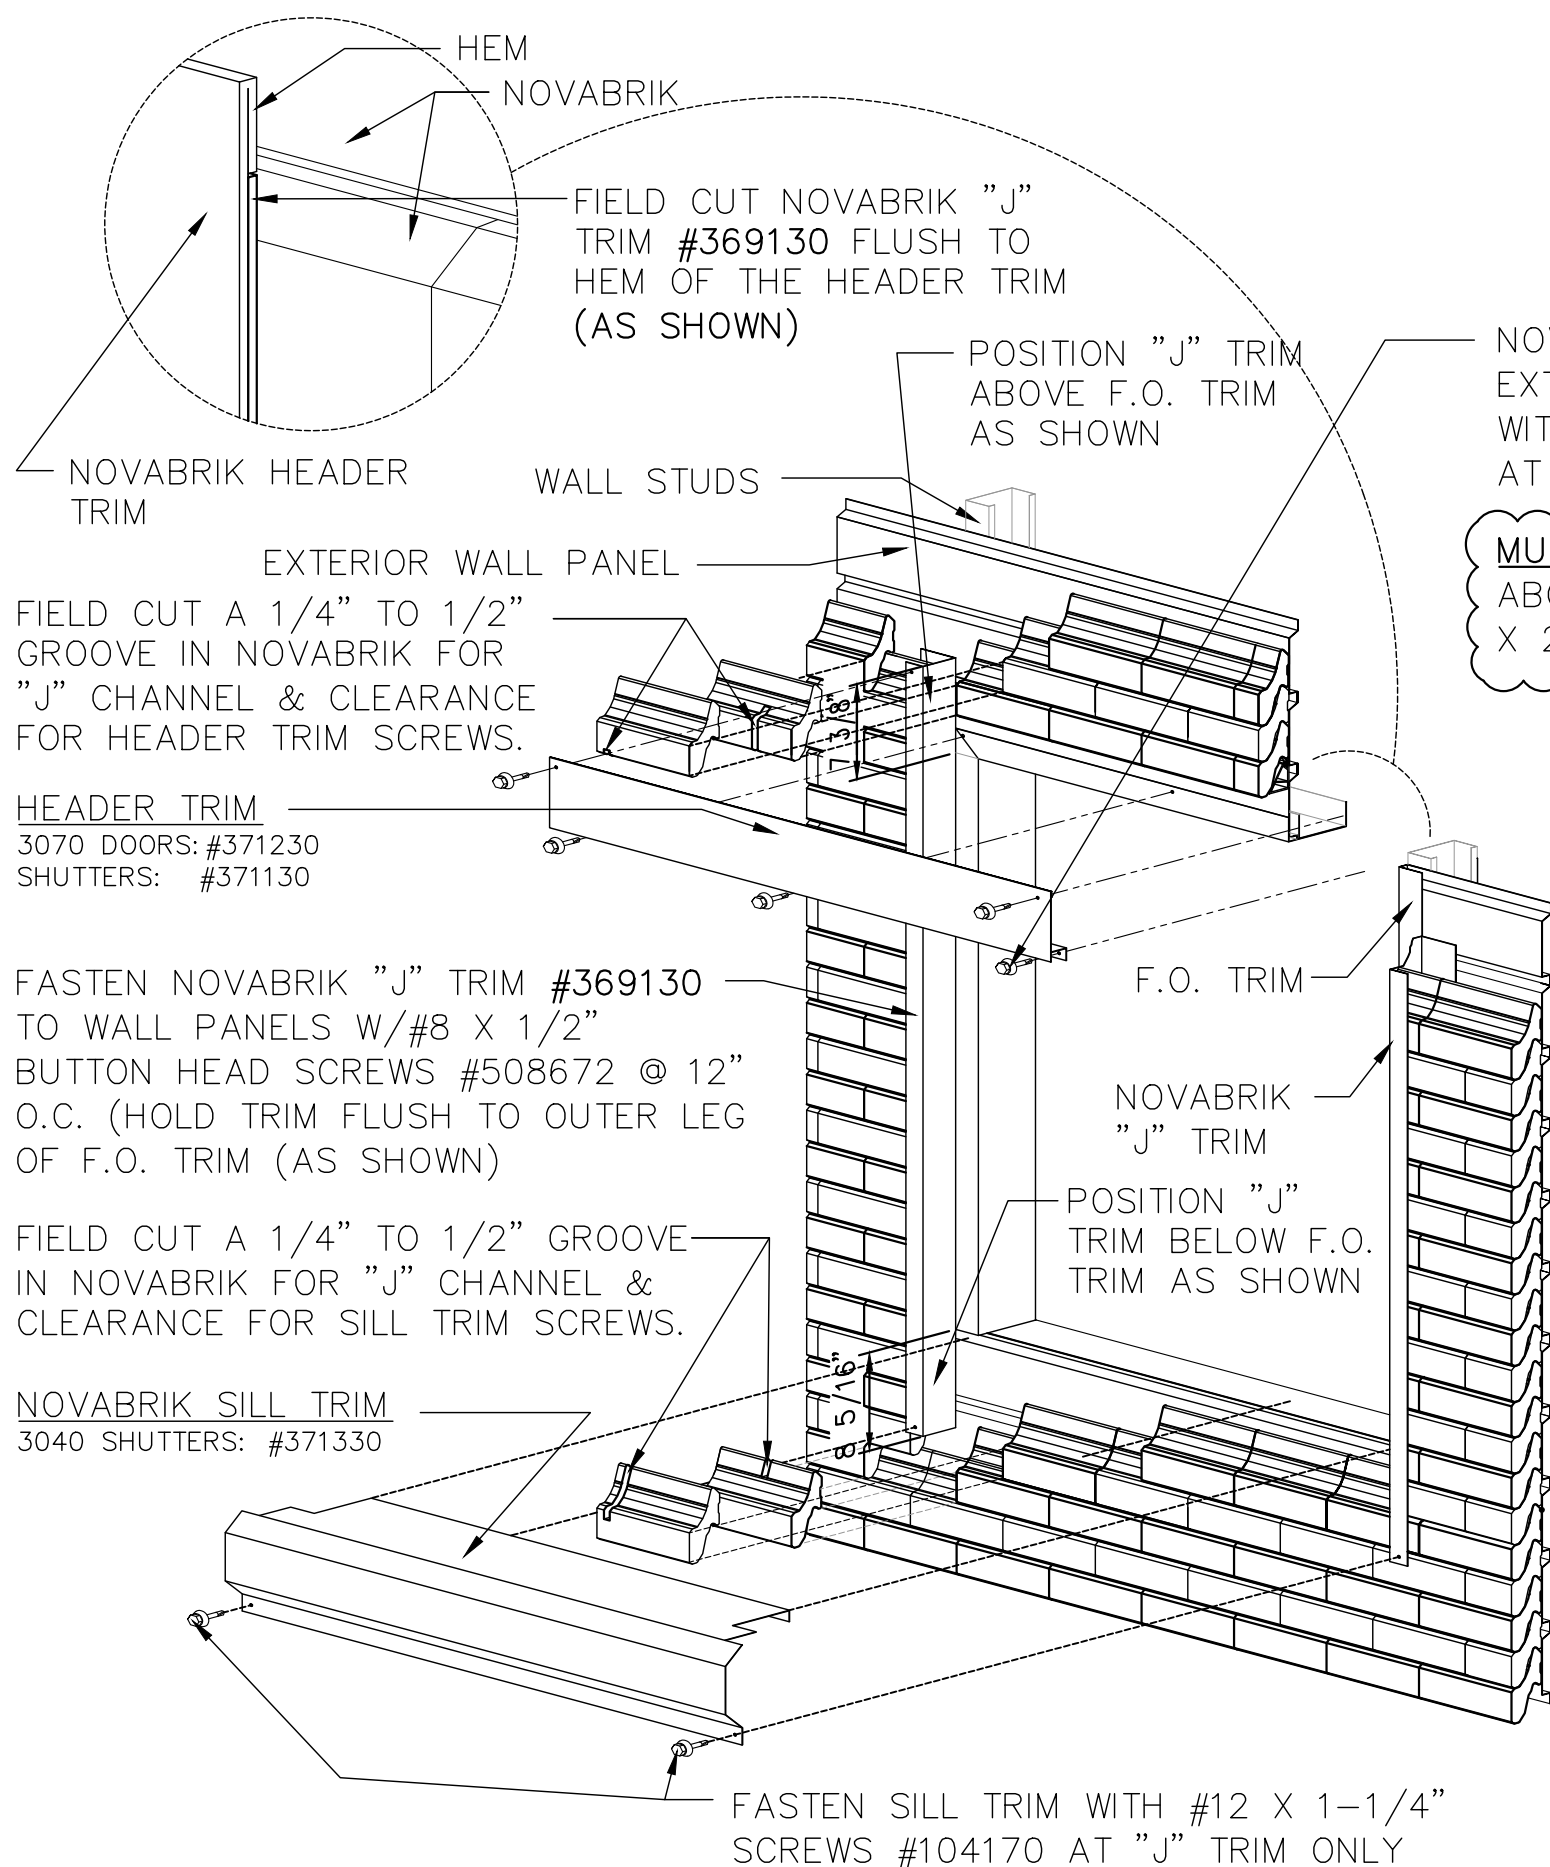 HEM
NOVABRIK
FIELD CUT NOVABRIK "J"
TRIM #369130 FLUSH TO
HEM OF THE HEADER TRIM
(AS SHOWN)
POSITION "J" TRIM
ABOVE F.O. TRIM
AS SHOWN
NOVABRIK HEADER
TRIM
WALL STUDS
AT
EXTERIOR WALL PANEL
FIELD CUT A 1/4" TO 1/2"
GROOVE IN NOVABRIK FOR
"J" CHANNEL & CLEARANCE
FOR HEADER TRIM SCREWS.
X 2
7 3/8"
HEADER TRIM
3070 DOORS: #371230
SHUTTERS: #371130
FASTEN NOVABRIK "J" TRIM #369130
TO WALL PANELS W/#8 X 1/2"
BUTTON HEAD SCREWS #508672 @ 12"
O.C. (HOLD TRIM FLUSH TO OUTER LEG
OF F.O. TRIM (AS SHOWN)
F.O. TRIM
NOVABRIK
"J" TRIM
POSITION "J"
TRIM BELOW F.O.
TRIM AS SHOWN
FIELD CUT A 1/4" TO 1/2" GROOVE
IN NOVABRIK FOR "J" CHANNEL &
CLEARANCE FOR SILL TRIM SCREWS.
8 5/16"
NOVABRIK SILL TRIM
3040 SHUTTERS: #371330
FASTEN SILL TRIM WITH #12 X 1-1/4"
SCREWS #104170 AT "J" TRIM ONLY